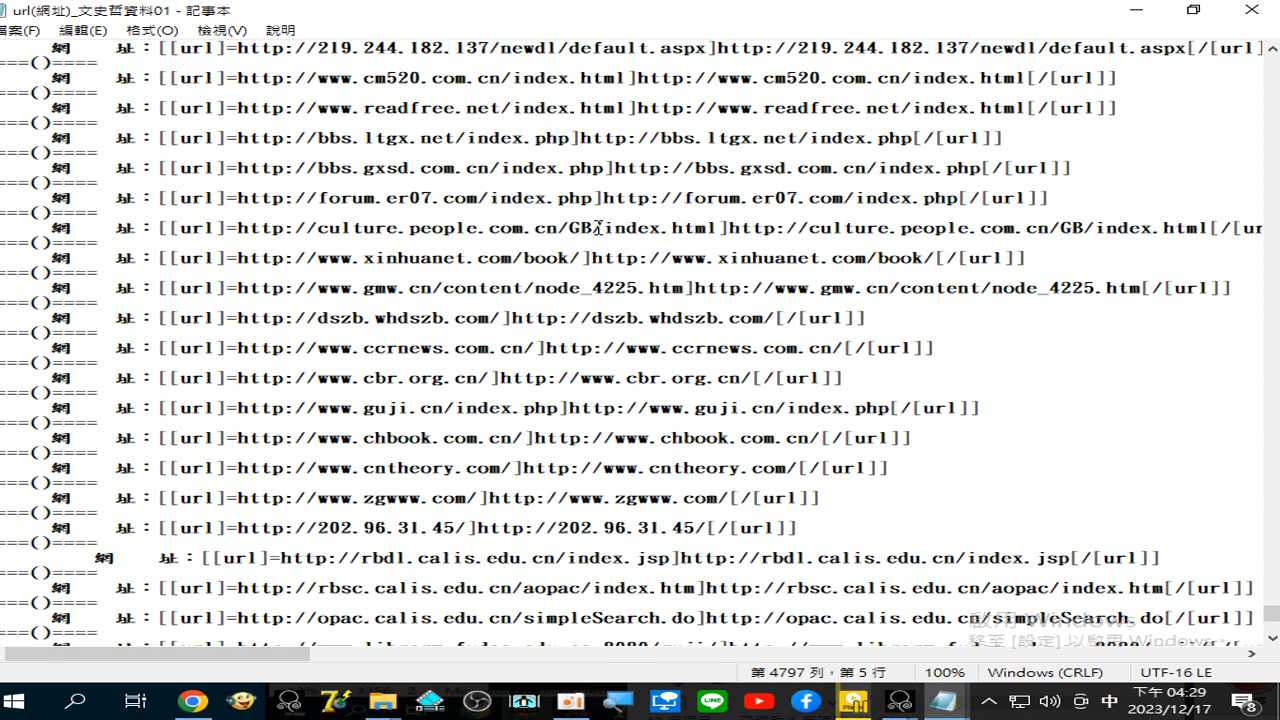 url(網址)_文史哲資料01 - 記事本
檔案(F) 編輯(E) 格式(O) 檢視(V) 說明
網 址：[[url]=http://219.244.182.137/newdl/default.aspx]http://219.244.182.137/newdl/default.aspx[/[url]
===()====
網 址：[[url]=http://www.cm520.com.cn/index.html]http://www.cm520.com.cn/index.html[/[url]]
===()====
網 址：[[url]=http://www.readfree.net/index.html]http://www.readfree.net/index.html[/[url]]
===()====
網 址：[[url]=http://bbs.ltgx.net/index.php]http://bbs.ltgx.net/index.php[/[url]]
===()====
網 址：[[url]=http://bbs.gxsd.com.cn/index.php]http://bbs.gxsd.com.cn/index.php[/[url]]
===()====
網 址：[[url]=http://forum.er07.com/index.php]http://forum.er07.com/index.php[/[url]]
===()====
網 址：[[url]=http://culture.people.com.cn/GB/index.html]http://culture.people.com.cn/GB/index.html[/[ur
===()====
網 址：[[url]=http://www.xinhuanet.com/book/]http://www.xinhuanet.com/book/[/[url]]
===()====
網 址：[[url]=http://www.gmw.cn/content/node_4225.htm]http://www.gmw.cn/content/node_4225.htm[/[url]]
===()====
網 址：[[url]=http://dszb.whdszb.com/]http://dszb.whdszb.com/[/[url]]
===()====
網 址：[[url]=http://www.ccrnews.com.cn/]http://www.ccrnews.com.cn/[/[url]]
===()====
網 址：[[url]=http://www.cbr.org.cn/]http://www.cbr.org.cn/[/[url]]
===()====
網 址：[[url]=http://www.guji.cn/index.php]http://www.guji.cn/index.php[/[url]]
===()====
網 址：[[url]=http://www.chbook.com.cn/]http://www.chbook.com.cn/[/[url]]
===()====
網 址：[[url]=http://www.cntheory.com/]http://www.cntheory.com/[/[url]]
===()====
網 址：[[url]=http://www.zgwww.com/]http://www.zgwww.com/[/[url]]
===()====
網 址：[[url]=http://202.96.31.45/]http://202.96.31.45/[/[url]]
===()====
網 址：[[url]=http://rbdl.calis.edu.cn/index.jsp]http://rbdl.calis.edu.cn/index.jsp[/[url]]
===()====
網 址：[[url]=http://rbsc.calis.edu.cn/aopac/index.htm]http://rbsc.calis.edu.cn/aopac/index.htm[/[url]]
===()====
網 址：[[url]=http://opac.calis.edu.cn/simpleSearch.do]http://opac.calis.edu.cn/simpleSearch.do[/[url]]
===()====
啟用 Windows
移至 [設定] 以啟用 Windows。
第 4797 列，第 5 行 100% Windows (CRLF) UTF-16 LE
中 下午 04:29
2023/12/17 8